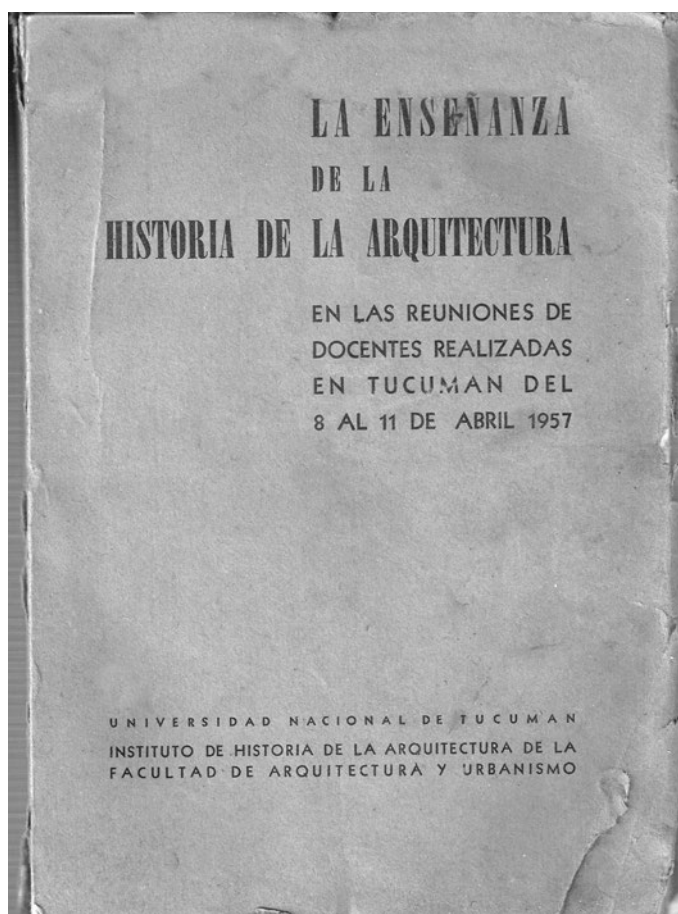 LA ENSEÑANZA
DE LA
HISTORIA DE LA ARQUITECTURA
EN LAS REUNIONES DE
DOCENTES REALIZADAS
EN TUCUMAN DEL
8 AL 11 DE ABRIL 1957
UNIVERSIDAD NACIONAL DE TUCUMAN
INSTITUTO DE HISTORIA DE LA ARQUITECTURA DE LA
FACULTAD DE ARQUITECTURA Y URBANISMO